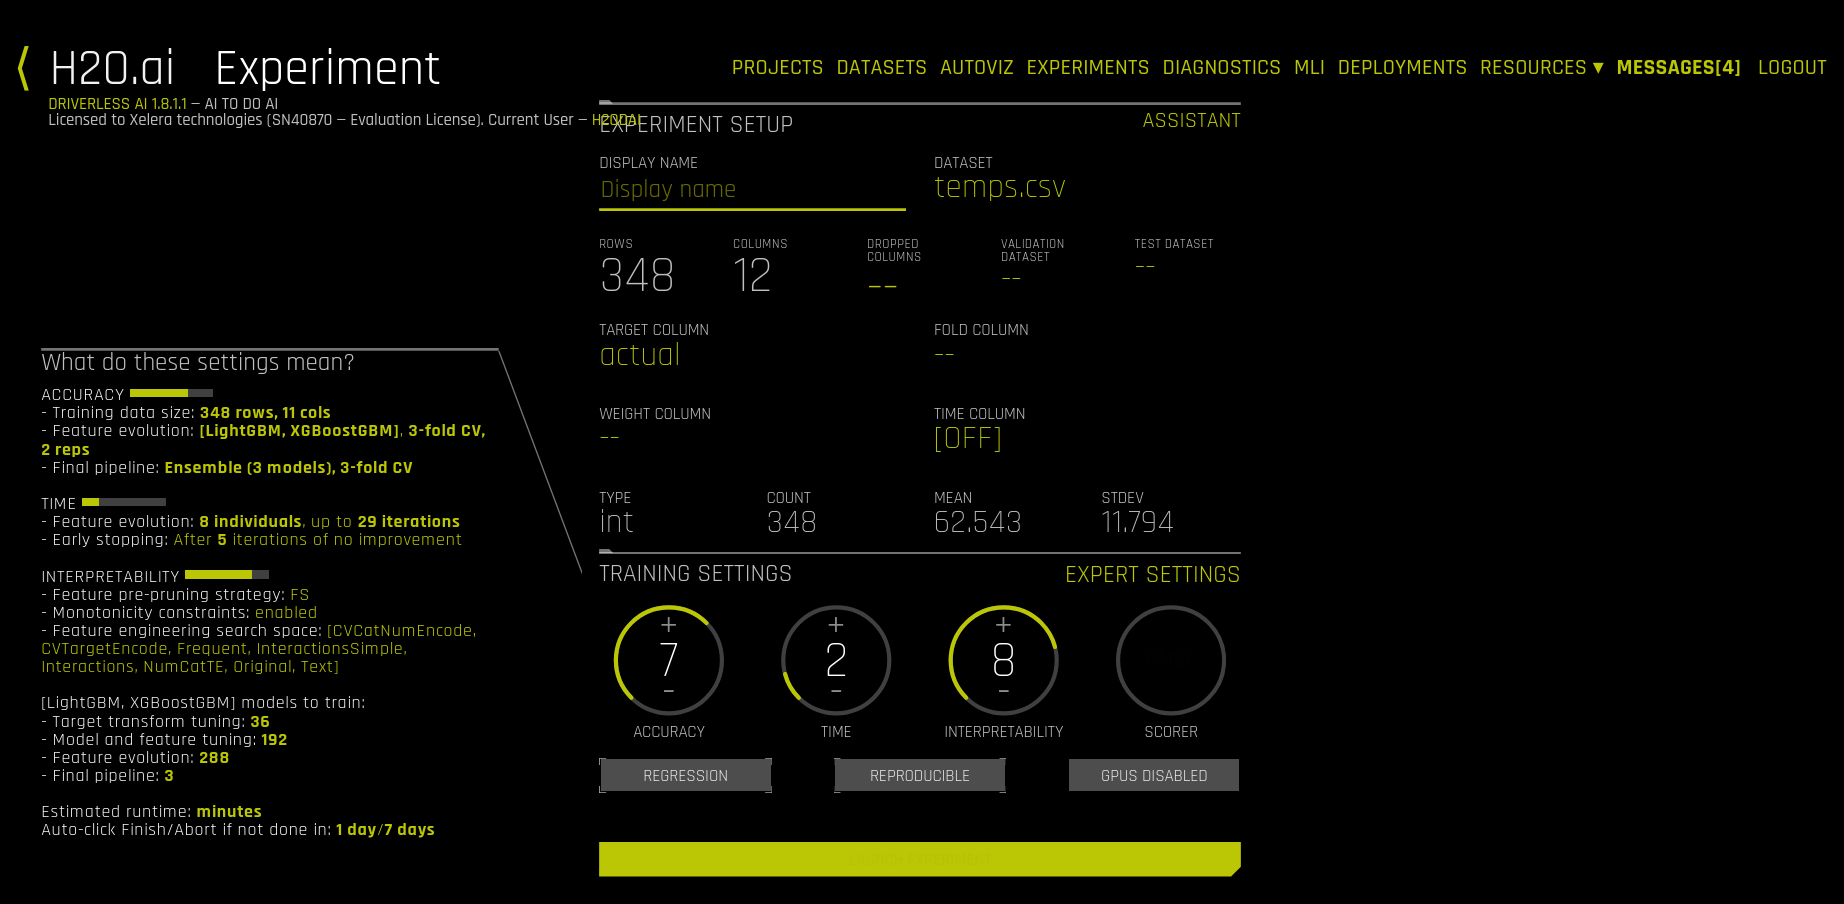 ⟨ H2O.ai Experiment
PROJECTS DATASETS AUTOVIZ EXPERIMENTS DIAGNOSTICS MLI DEPLOYMENTS RESOURCES ▾ MESSAGES[4] LOGOUT
DRIVERLESS AI 1.8.1.1 — AI TO DO AI
Licensed to Xelera technologies (SN40870 — Evaluation License). Current User — H2OOAI
EXPERIMENT SETUP
ASSISTANT
DISPLAY NAME
Display name
DATASET
temps.csv
ROWS
348
COLUMNS
12
DROPPED
COLUMNS
--
VALIDATION
DATASET
--
TEST DATASET
--
TARGET COLUMN
actual
FOLD COLUMN
--
WEIGHT COLUMN
--
TIME COLUMN
[OFF]
TYPE
int
COUNT
348
MEAN
62.543
STDEV
11.794
What do these settings mean?
ACCURACY
- Training data size: 348 rows, 11 cols
- Feature evolution: [LightGBM, XGBoostGBM], 3-fold CV,
2 reps
- Final pipeline: Ensemble (3 models), 3-fold CV
TIME
- Feature evolution: 8 individuals, up to 29 iterations
- Early stopping: After 5 iterations of no improvement
INTERPRETABILITY
- Feature pre-pruning strategy: FS
- Monotonicity constraints: enabled
- Feature engineering search space: [CVCatNumEncode,
CVTargetEncode, Frequent, InteractionsSimple,
Interactions, NumCatTE, Original, Text]
[LightGBM, XGBoostGBM] models to train:
- Target transform tuning: 36
- Model and feature tuning: 192
- Feature evolution: 288
- Final pipeline: 3
Estimated runtime: minutes
Auto-click Finish/Abort if not done in: 1 day/7 days
TRAINING SETTINGS
EXPERT SETTINGS
+
7
-
ACCURACY
+
2
-
TIME
+
8
-
INTERPRETABILITY
SCORER
REGRESSION
REPRODUCIBLE
GPUS DISABLED